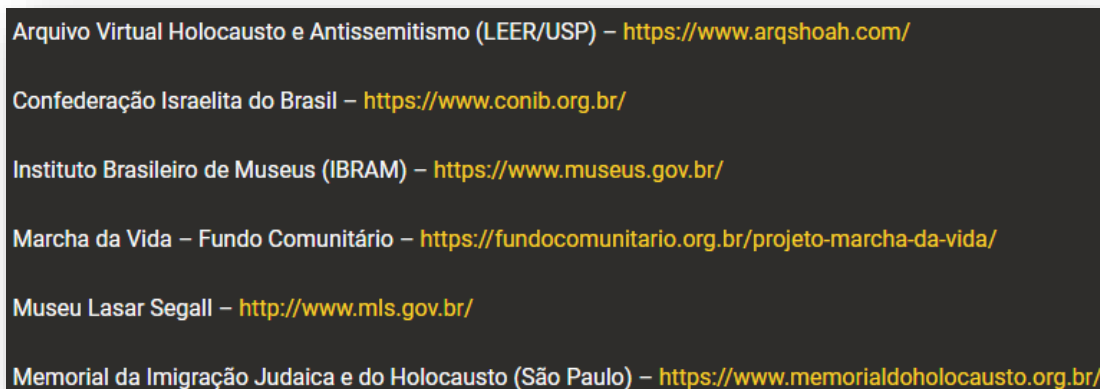 Arquivo Virtual Holocausto e Antissemitismo (LEER/USP) – https://www.arqshoah.com/
Confederação Israelita do Brasil – https://www.conib.org.br/
Instituto Brasileiro de Museus (IBRAM) – https://www.museus.gov.br/
Marcha da Vida – Fundo Comunitário – https://fundocomunitario.org.br/projeto-marcha-da-vida/
Museu Lasar Segall – http://www.mls.gov.br/
Memorial da Imigração Judaica e do Holocausto (São Paulo) – https://www.memorialdoholocausto.org.br/